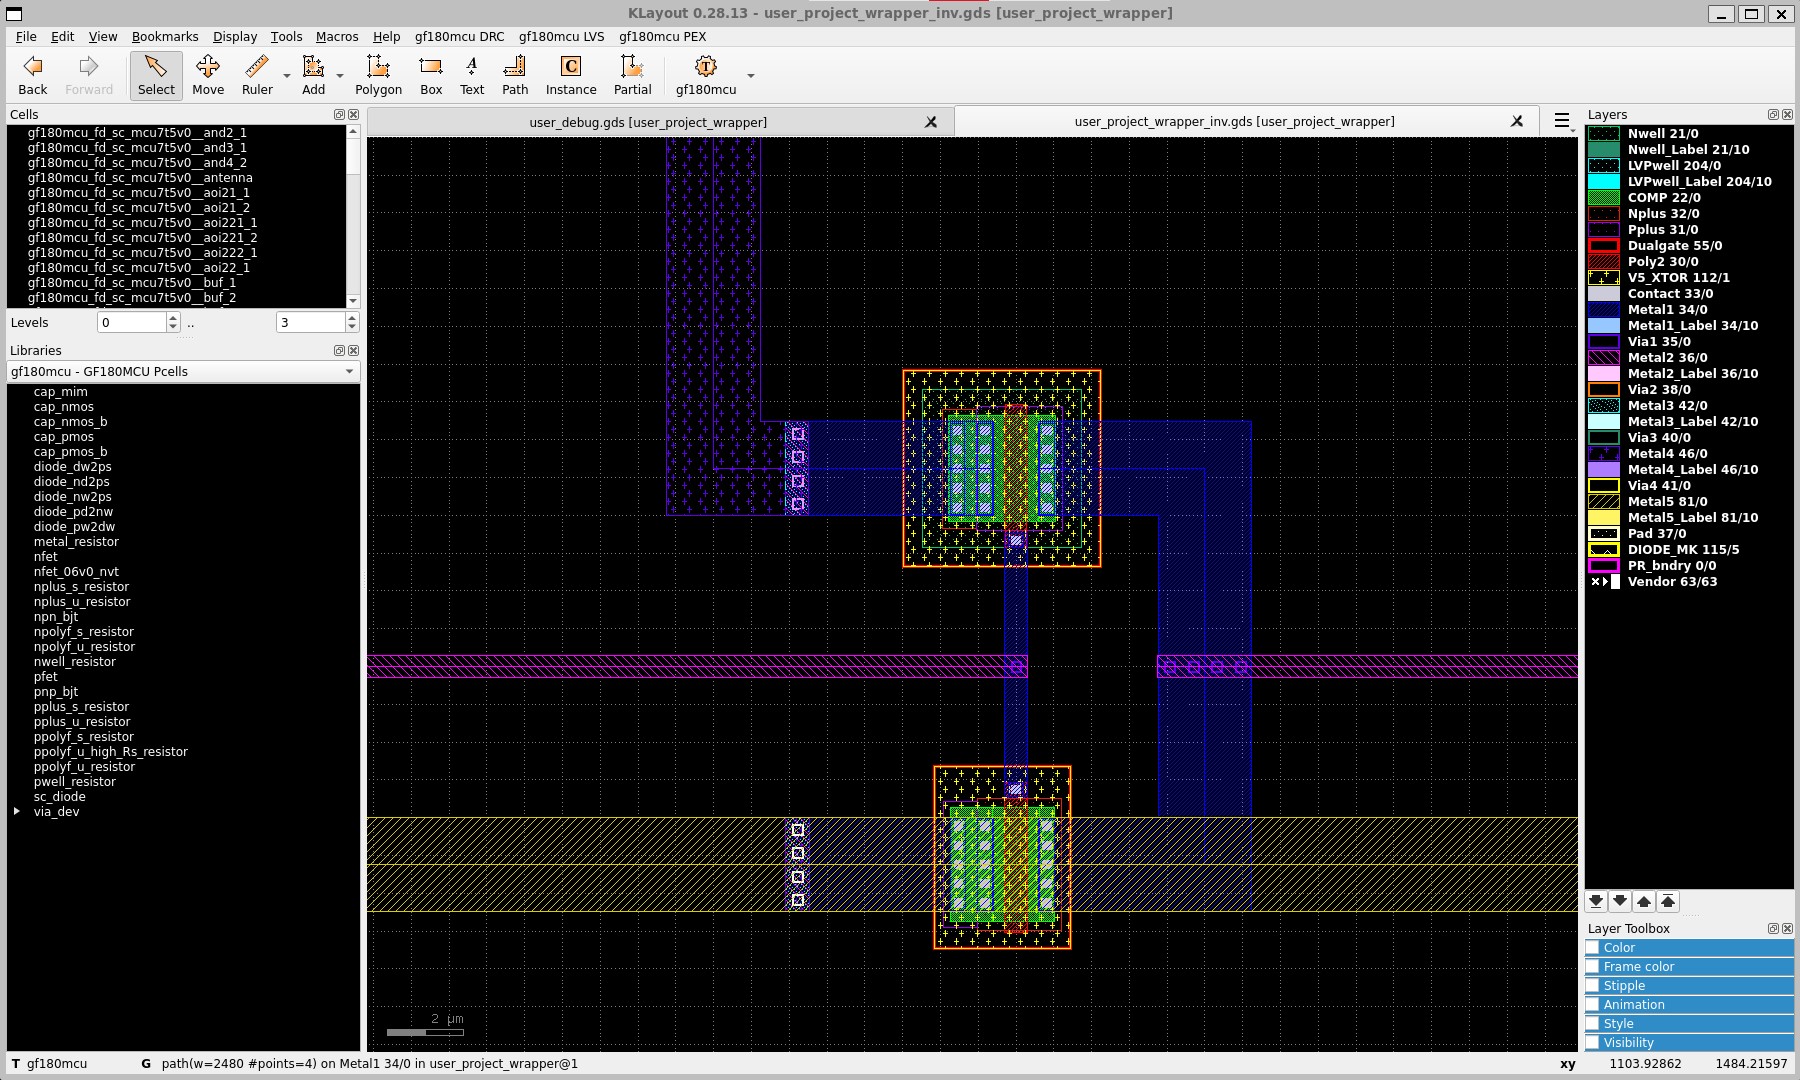 KLayout 0.28.13 - user_project_wrapper_inv.gds [user_project_wrapper]
File Edit View Bookmarks Display Tools Macros Help gf180mcu DRC gf180mcu LVS gf180mcu PEX
Back Forward Select Move Ruler Add Polygon Box Text Path Instance Partial gf180mcu
Cells
gf180mcu_fd_sc_mcu7t5v0__and2_1
gf180mcu_fd_sc_mcu7t5v0__and3_1
gf180mcu_fd_sc_mcu7t5v0__and4_2
gf180mcu_fd_sc_mcu7t5v0__antenna
gf180mcu_fd_sc_mcu7t5v0__aoi21_1
gf180mcu_fd_sc_mcu7t5v0__aoi21_2
gf180mcu_fd_sc_mcu7t5v0__aoi221_1
gf180mcu_fd_sc_mcu7t5v0__aoi221_2
gf180mcu_fd_sc_mcu7t5v0__aoi222_1
gf180mcu_fd_sc_mcu7t5v0__aoi22_1
gf180mcu_fd_sc_mcu7t5v0__buf_1
gf180mcu_fd_sc_mcu7t5v0__buf_2
Levels 0 .. 3
Libraries
gf180mcu - GF180MCU Pcells
cap_mim
cap_nmos
cap_nmos_b
cap_pmos
cap_pmos_b
diode_dw2ps
diode_nd2ps
diode_nw2ps
diode_pd2nw
diode_pw2dw
metal_resistor
nfet
nfet_06v0_nvt
nplus_s_resistor
nplus_u_resistor
npn_bjt
npolyf_s_resistor
npolyf_u_resistor
nwell_resistor
pfet
pnp_bjt
pplus_s_resistor
pplus_u_resistor
ppolyf_s_resistor
ppolyf_u_high_Rs_resistor
ppolyf_u_resistor
pwell_resistor
sc_diode
via_dev
user_debug.gds [user_project_wrapper]
user_project_wrapper_inv.gds [user_project_wrapper]
2 µm
Layers
Nwell 21/0
Nwell_Label 21/10
LVPwell 204/0
LVPwell_Label 204/10
COMP 22/0
Nplus 32/0
Pplus 31/0
Dualgate 55/0
Poly2 30/0
V5_XTOR 112/1
Contact 33/0
Metal1 34/0
Metal1_Label 34/10
Via1 35/0
Metal2 36/0
Metal2_Label 36/10
Via2 38/0
Metal3 42/0
Metal3_Label 42/10
Via3 40/0
Metal4 46/0
Metal4_Label 46/10
Via4 41/0
Metal5 81/0
Metal5_Label 81/10
Pad 37/0
DIODE_MK 115/5
PR_bndry 0/0
Vendor 63/63
Layer Toolbox
Color
Frame color
Stipple
Animation
Style
Visibility
T gf180mcu G path(w=2480 #points=4) on Metal1 34/0 in user_project_wrapper@1 xy 1103.92862 1484.21597